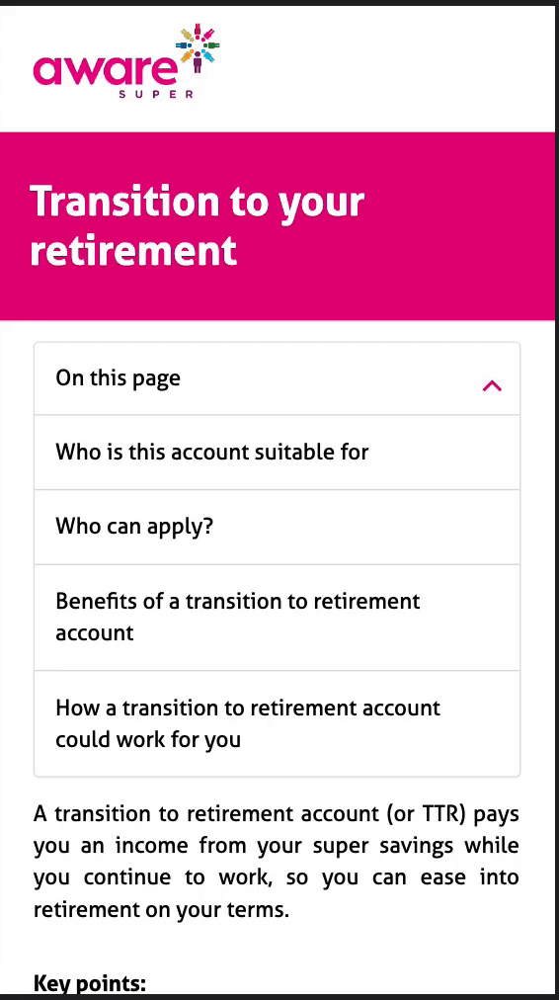 aware
SUPER
Transition to your
retirement
On this page
Who is this account suitable for
Who can apply?
Benefits of a transition to retirement
account
How a transition to retirement account
could work for you
A transition to retirement account (or TTR) pays
you an income from your super savings while
you continue to work, so you can ease into
retirement on your terms.
Key points: